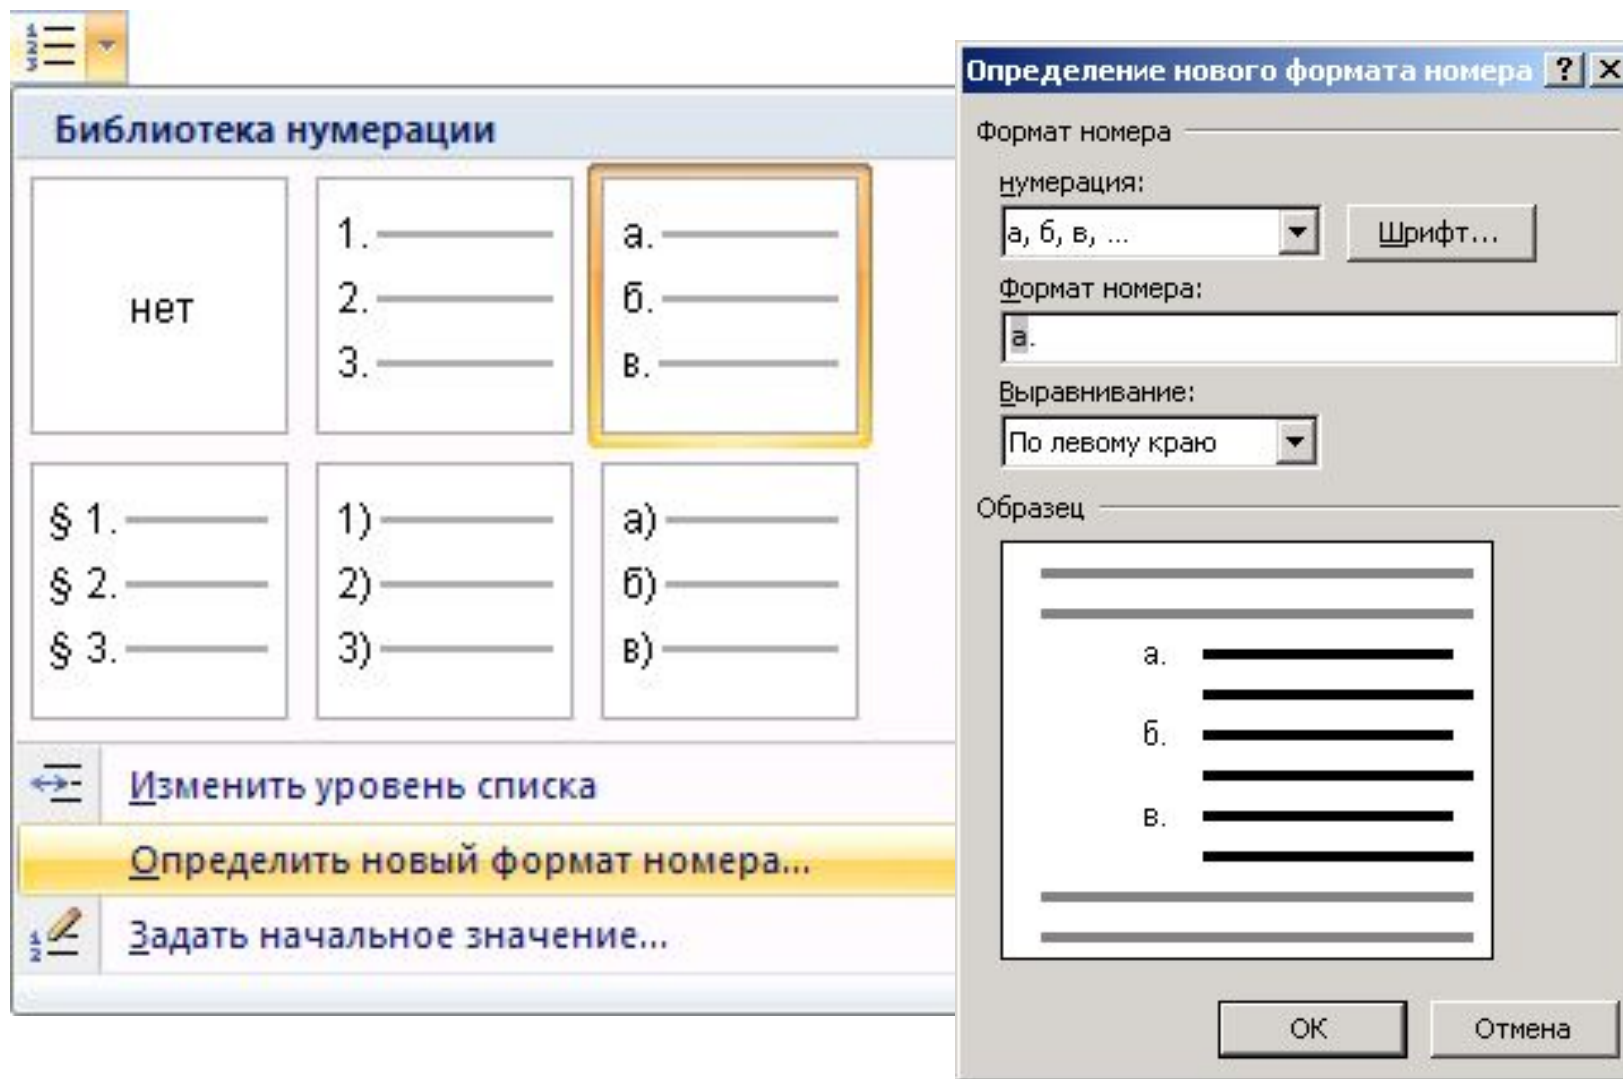 Библиотека нумерации
нет
1.
2.
3.
а.
б.
в.
§ 1.
§ 2.
§ 3.
1)
2)
3)
а)
б)
в)
Изменить уровень списка
Определить новый формат номера...
Задать начальное значение...
Определение нового формата номера
Формат номера
нумерация:
а, б, в, ...
Шрифт...
Формат номера:
а.
Выравнивание:
По левому краю
Образец
а.
б.
в.
ОК
Отмена